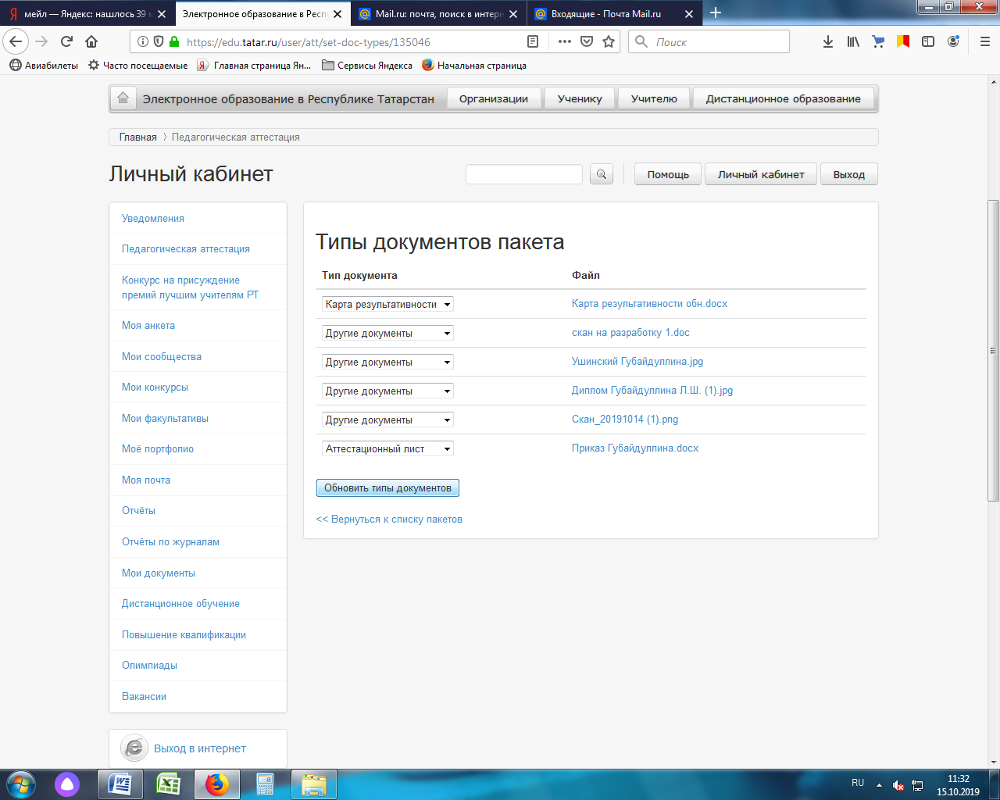 мейл — Яндекс: нашлось 39 м
Электронное образование в Респу
Mail.ru: почта, поиск в интерн
Входящие - Почта Mail.ru
https://edu.tatar.ru/user/att/set-doc-types/135046
Поиск
Авиабилеты
Часто посещаемые
Главная страница Ян...
Сервисы Яндекса
Начальная страница
Электронное образование в Республике Татарстан
Организации
Ученику
Учителю
Дистанционное образование
Главная
Педагогическая аттестация
Личный кабинет
Помощь
Личный кабинет
Выход
Уведомления
Педагогическая аттестация
Конкурс на присуждение
премий лучшим учителям РТ
Моя анкета
Мои сообщества
Мои конкурсы
Мои факультативы
Моё портфолио
Моя почта
Отчёты
Отчёты по журналам
Мои документы
Дистанционное обучение
Повышение квалификации
Олимпиады
Вакансии
Выход в интернет
Типы документов пакета
Тип документа
Файл
Карта результативности
Карта результативности обн.docx
Другие документы
скан на разработку 1.doc
Другие документы
Ушинский Губайдуллина.jpg
Другие документы
Диплом Губайдуллина Л.Ш. (1).jpg
Другие документы
Скан_20191014 (1).png
Аттестационный лист
Приказ Губайдуллина.docx
Обновить типы документов
<< Вернуться к списку пакетов
RU
11:32
15.10.2019